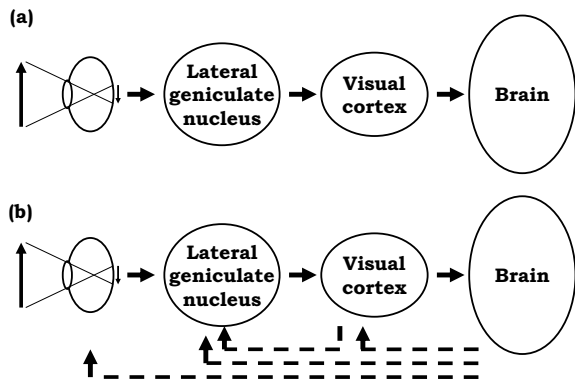 (a)
Lateral
geniculate
nucleus
Visual
cortex
Brain
(b)
Lateral
geniculate
nucleus
Visual
cortex
Brain